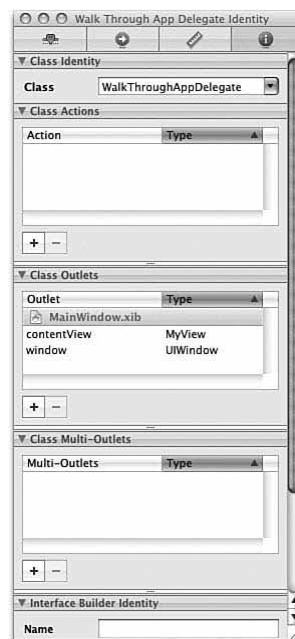 Walk Through App Delegate Identity
Class Identity
Class WalkThroughAppDelegate
Class Actions
Action Type
+ −
Class Outlets
Outlet Type
MainWindow.xib
contentView MyView
window UIWindow
+ −
Class Multi-Outlets
Multi-Outlets Type
+ −
Interface Builder Identity
Name